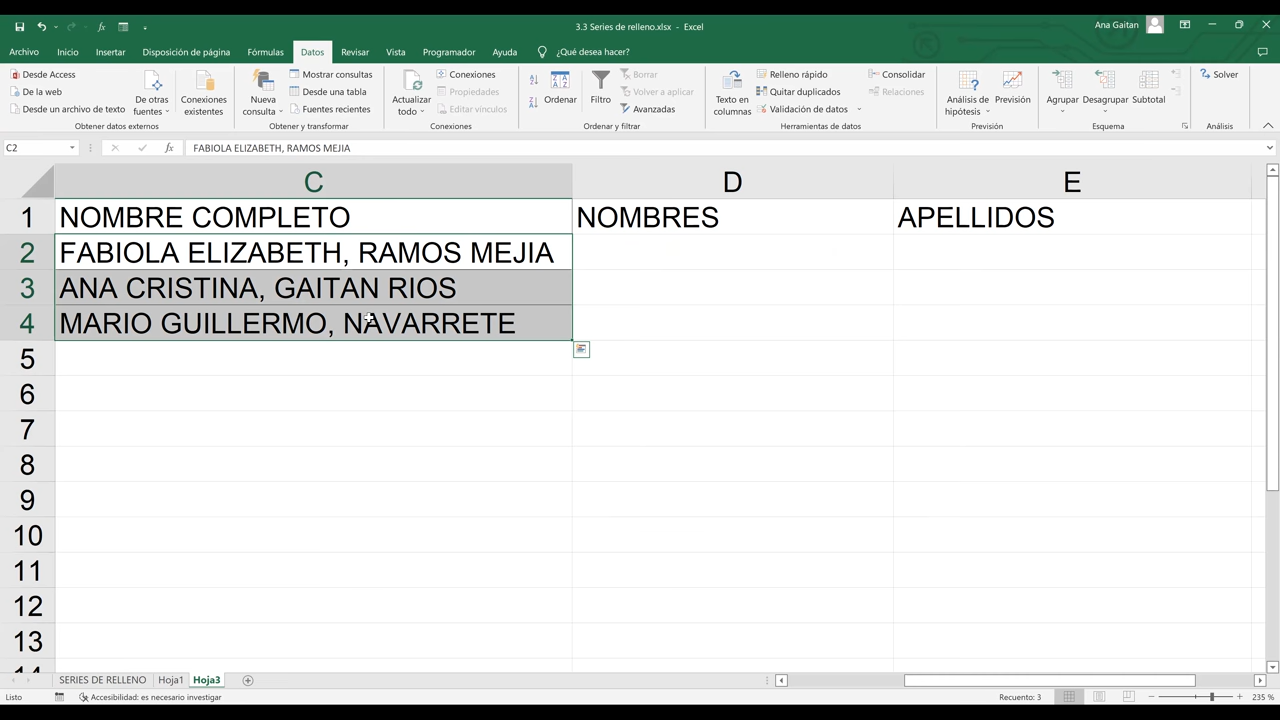 3.3 Series de relleno.xlsx - Excel
Ana Gaitan
Archivo Inicio Insertar Disposición de página Fórmulas Datos Revisar Vista Programador Ayuda ¿Qué desea hacer?
Desde Access
De la web
Desde un archivo de texto
De otras fuentes
Conexiones existentes
Obtener datos externos
Nueva consulta
Mostrar consultas
Desde una tabla
Fuentes recientes
Obtener y transformar
Actualizar todo
Conexiones
Propiedades
Editar vínculos
Conexiones
Ordenar
Filtro
Borrar
Volver a aplicar
Avanzadas
Ordenar y filtrar
Texto en columnas
Relleno rápido
Quitar duplicados
Validación de datos
Consolidar
Relaciones
Herramientas de datos
Análisis de hipótesis
Previsión
Previsión
Agrupar
Desagrupar
Subtotal
Esquema
Solver
Análisis
C2 fx FABIOLA ELIZABETH, RAMOS MEJIA
C D E
1 NOMBRE COMPLETO NOMBRES APELLIDOS
2 FABIOLA ELIZABETH, RAMOS MEJIA
3 ANA CRISTINA, GAITAN RIOS
4 MARIO GUILLERMO, NAVARRETE
5
6
7
8
9
10
11
12
13
14
SERIES DE RELLENO Hoja1 Hoja3
Listo Accesibilidad: es necesario investigar Recuento: 3 235 %